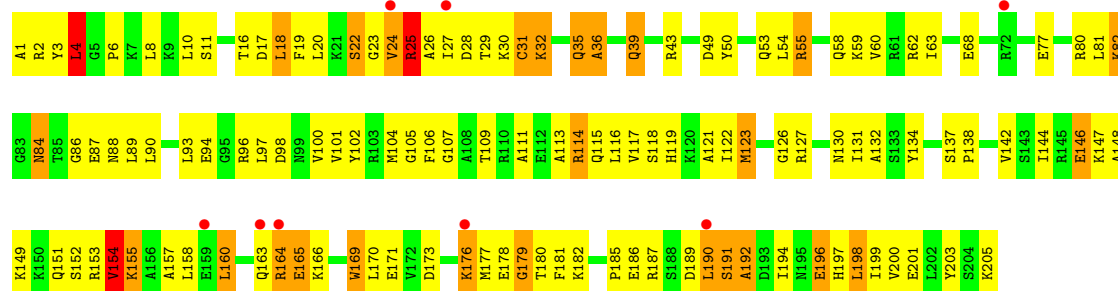 A1 R2 Y3 L4 G5 P6 K7 L8 K9 L10 S11 T16 D17 L18 F19 L20 K21 S22 G23 V24 R25 A26 I27 D28 T29 K30 C31 K32 Q35 A36 Q39 R43 D49 Y50 Q53 L54 R55 Q58 K59 V60 R61 R62 I63 E68 R72 E77 R80 L81
G83 N84 T85 G86 E87 N88 L89 L90 L93 E94 G95 R96 L97 D98 N99 V100 V101 Y102 R103 M104 G105 F106 G107 A108 T109 R110 A111 E112 A113 R114 Q115 L116 V117 S118 H119 K120 A121 I122 M123 G126 R127 N130 I131 A132 S133 Y134 S137 P138 V142 S143 I144 R145 E146 K147
K149 K150 Q151 S152 R153 V154 K155 A156 A157 L158 E159 L160 Q163 R164 E165 K166 W169 L170 E171 V172 D173 K176 M177 E178 G179 T180 F181 K182 P185 E186 R187 S188 D189 L190 S191 A192 D193 I194 N195 E196 H197 L198 I199 V200 E201 L202 Y203 S204 K205